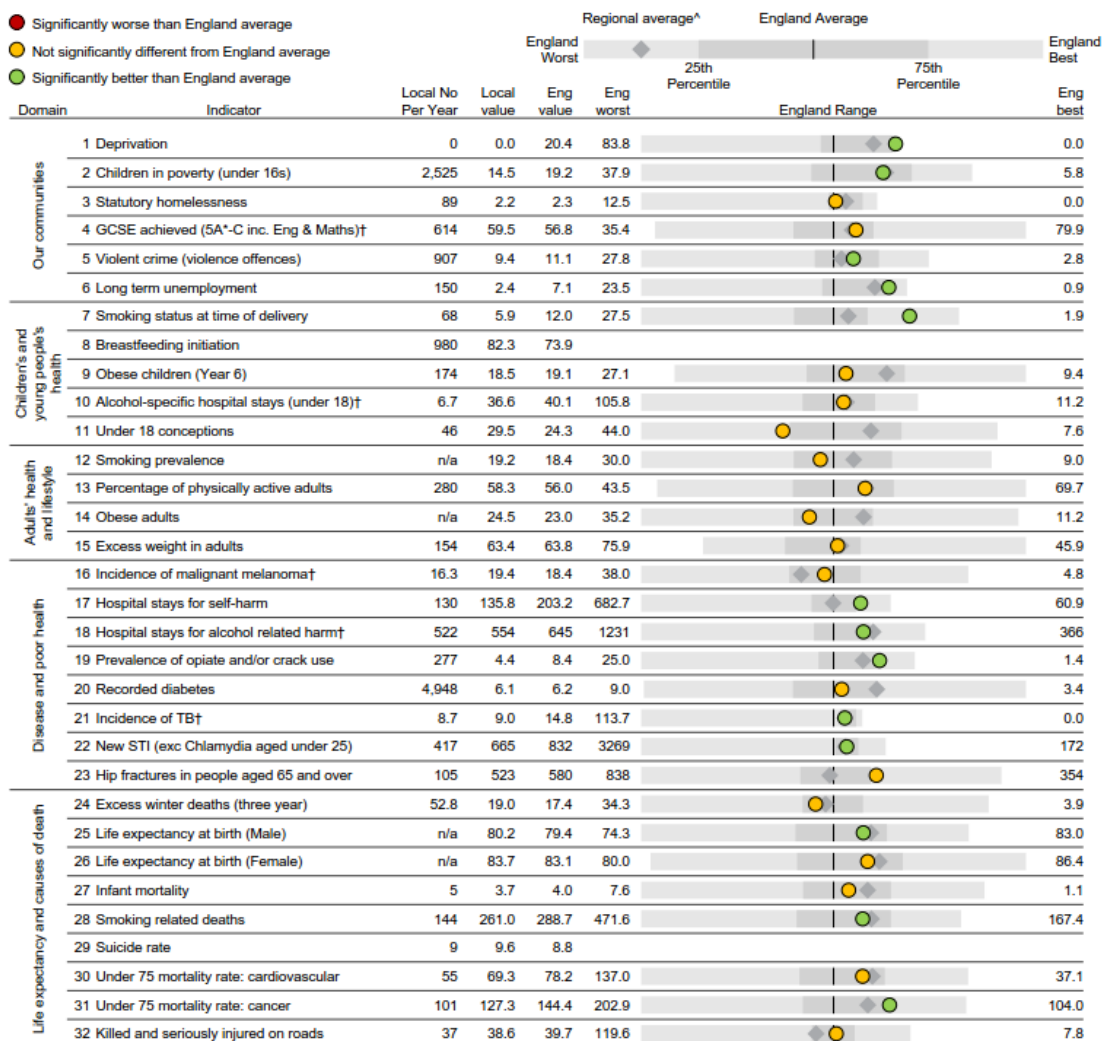 Significantly worse than England average
Not significantly different from England average
Significantly better than England average
Regional average^ England Average
England Worst England Best
25th Percentile 75th Percentile
Domain Indicator Local No Per Year Local value Eng value Eng worst England Range Eng best
Our communities
1 Deprivation 0 0.0 20.4 83.8 0.0
2 Children in poverty (under 16s) 2,525 14.5 19.2 37.9 5.8
3 Statutory homelessness 89 2.2 2.3 12.5 0.0
4 GCSE achieved (5A*-C inc. Eng & Maths)† 614 59.5 56.8 35.4 79.9
5 Violent crime (violence offences) 907 9.4 11.1 27.8 2.8
6 Long term unemployment 150 2.4 7.1 23.5 0.9
Children's and young people's health
7 Smoking status at time of delivery 68 5.9 12.0 27.5 1.9
8 Breastfeeding initiation 980 82.3 73.9
9 Obese children (Year 6) 174 18.5 19.1 27.1 9.4
10 Alcohol-specific hospital stays (under 18)† 6.7 36.6 40.1 105.8 11.2
11 Under 18 conceptions 46 29.5 24.3 44.0 7.6
Adults' health and lifestyle
12 Smoking prevalence n/a 19.2 18.4 30.0 9.0
13 Percentage of physically active adults 280 58.3 56.0 43.5 69.7
14 Obese adults n/a 24.5 23.0 35.2 11.2
15 Excess weight in adults 154 63.4 63.8 75.9 45.9
Disease and poor health
16 Incidence of malignant melanoma† 16.3 19.4 18.4 38.0 4.8
17 Hospital stays for self-harm 130 135.8 203.2 682.7 60.9
18 Hospital stays for alcohol related harm† 522 554 645 1231 366
19 Prevalence of opiate and/or crack use 277 4.4 8.4 25.0 1.4
20 Recorded diabetes 4,948 6.1 6.2 9.0 3.4
21 Incidence of TB† 8.7 9.0 14.8 113.7 0.0
22 New STI (exc Chlamydia aged under 25) 417 665 832 3269 172
23 Hip fractures in people aged 65 and over 105 523 580 838 354
Life expectancy and causes of death
24 Excess winter deaths (three year) 52.8 19.0 17.4 34.3 3.9
25 Life expectancy at birth (Male) n/a 80.2 79.4 74.3 83.0
26 Life expectancy at birth (Female) n/a 83.7 83.1 80.0 86.4
27 Infant mortality 5 3.7 4.0 7.6 1.1
28 Smoking related deaths 144 261.0 288.7 471.6 167.4
29 Suicide rate 9 9.6 8.8
30 Under 75 mortality rate: cardiovascular 55 69.3 78.2 137.0 37.1
31 Under 75 mortality rate: cancer 101 127.3 144.4 202.9 104.0
32 Killed and seriously injured on roads 37 38.6 39.7 119.6 7.8